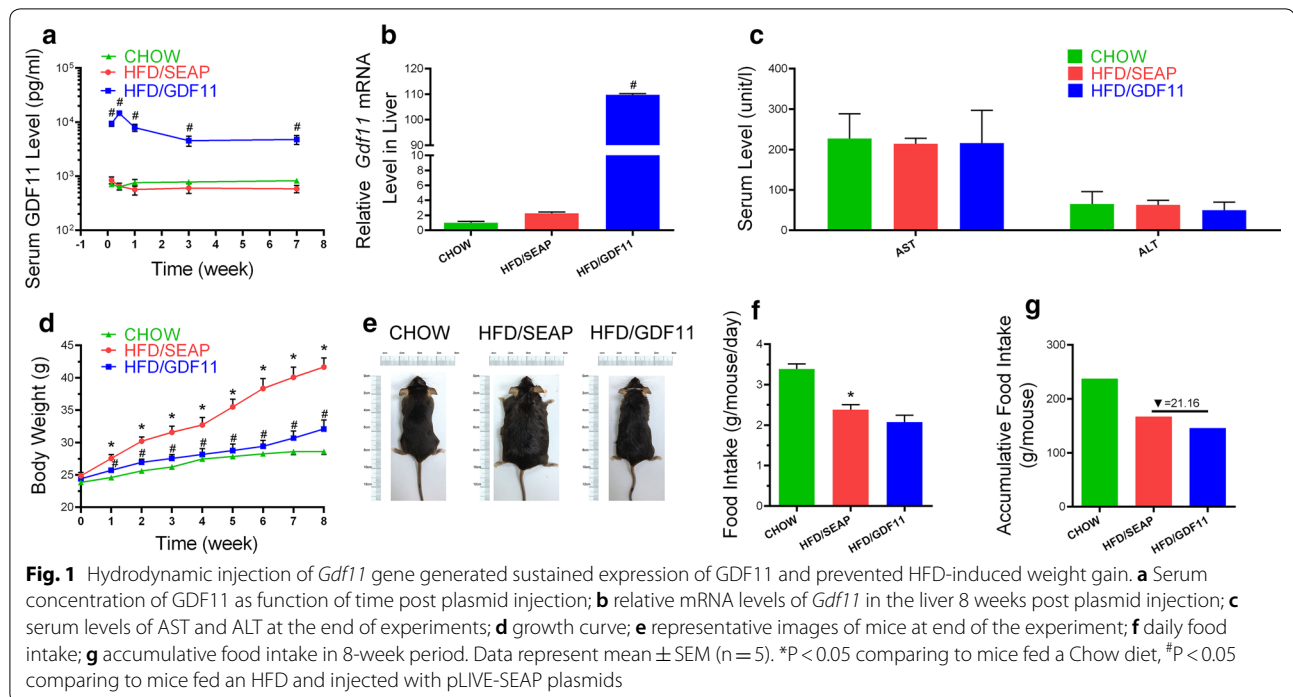 a
CHOW
HFD/SEAP
HFD/GDF11
Serum GDF11 Level (pg/ml)
10⁵
10⁴
10³
10²
# # # # #
-1 0 1 2 3 4 5 6 7 8
Time (week)
b
Relative Gdf11 mRNA
Level in Liver
120
110
100
90
10
8
6
4
2
0
#
CHOW HFD/SEAP HFD/GDF11
c
CHOW
HFD/SEAP
HFD/GDF11
Serum Level (unit/l)
400
300
200
100
0
AST ALT
d
CHOW
HFD/SEAP
HFD/GDF11
Body Weight (g)
45
40
35
30
25
20
* * * * * * * *
# # # # # # # #
0 1 2 3 4 5 6 7 8
Time (week)
e
CHOW HFD/SEAP HFD/GDF11
f
Food Intake (g/mouse/day)
5
4
3
2
1
0
*
CHOW HFD/SEAP HFD/GDF11
g
Accumulative Food Intake
(g/mouse)
300
200
100
0
▼=21.16
CHOW HFD/SEAP HFD/GDF11
Fig. 1 Hydrodynamic injection of Gdf11 gene generated sustained expression of GDF11 and prevented HFD-induced weight gain. a Serum
concentration of GDF11 as function of time post plasmid injection; b relative mRNA levels of Gdf11 in the liver 8 weeks post plasmid injection; c
serum levels of AST and ALT at the end of experiments; d growth curve; e representative images of mice at end of the experiment; f daily food
intake; g accumulative food intake in 8-week period. Data represent mean ± SEM (n = 5). *P < 0.05 comparing to mice fed a Chow diet, #P < 0.05
comparing to mice fed an HFD and injected with pLIVE-SEAP plasmids